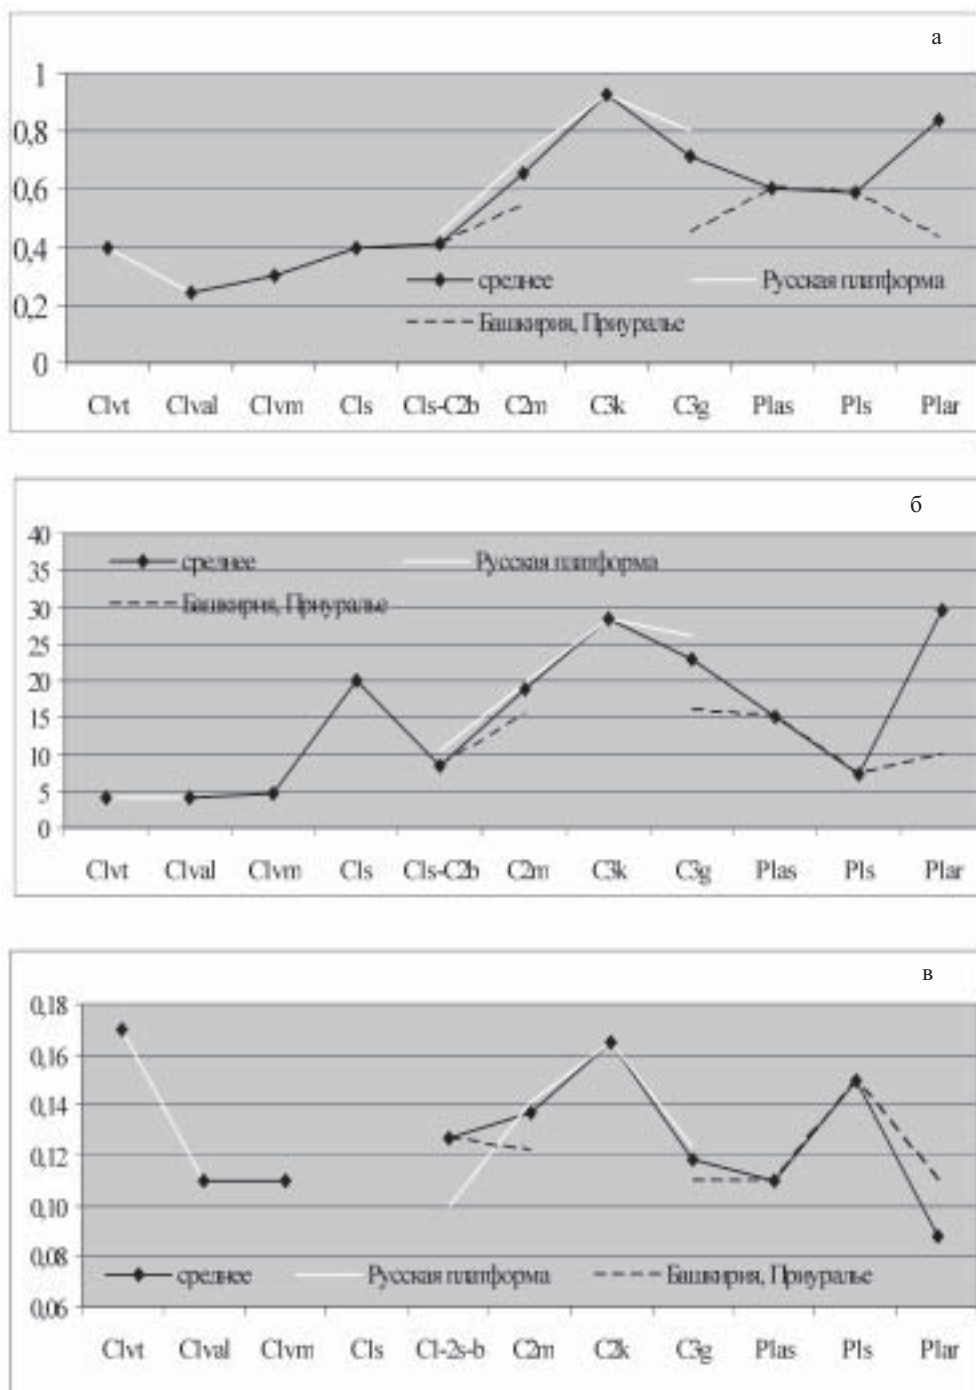 а
1
0,8
0,6
0,4
0,2
0
среднее Русская платформа
Башкирия, Приуралье
C1vt C1val C1vm C1s C1s-C2b C2m C3k C3g P1as P1s P1ar
б
40
35
30
25
20
15
10
5
0
среднее Русская платформа
Башкирия, Приуралье
C1vt C1val C1vm C1s C1s-C2b C2m C3k C3g P1as P1s P1ar
в
0,18
0,16
0,14
0,12
0,10
0,08
0,06
среднее Русская платформа Башкирия, Приуралье
C1vt C1val C1vm C1s C1-2s-b C2m C2k C3g P1as P1s P1ar